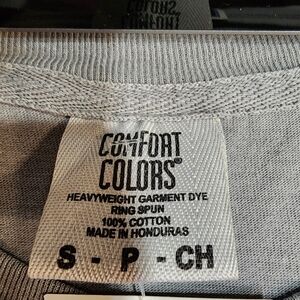 COMFORT
COLORS®
HEAVYWEIGHT GARMENT DYE
RING SPUN
100% COTTON
MADE IN HONDURAS
S - P - CH